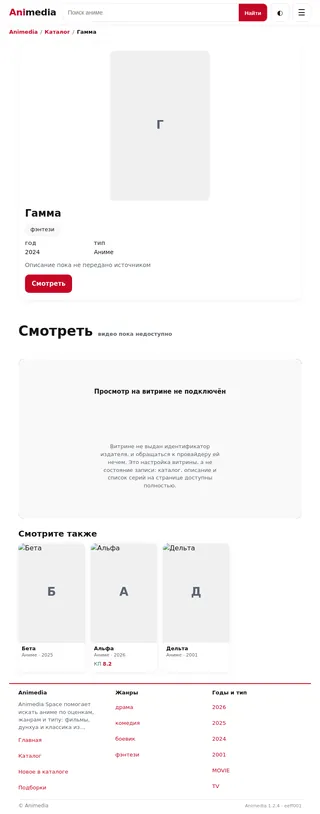 Animedia
Поиск аниме
Найти
Animedia / Каталог / Гамма
Г
Гамма
фэнтези
год тип
2024 Аниме
Описание пока не передано источником
Смотреть
Смотреть видео пока недоступно
Просмотр на витрине не подключён
Витрине не выдан идентификатор
издателя, и обращаться к провайдеру ей
нечем. Это настройка витрины, а не
состояние записи: каталог, описание и
список серий на странице доступны
полностью.
Смотрите также
Бета Альфа Дельта
Б А Д
Бета Альфа Дельта
Аниме · 2025 Аниме · 2026 Аниме · 2001
КП 8.2
Animedia Жанры Годы и тип
Animedia Space помогает
искать аниме по оценкам,
жанрам и типу: фильмы,
дунхуа и классика из…
Главная
Каталог
Новое в каталоге
Подборки
драма
комедия
боевик
фэнтези
2026
2025
2024
2001
MOVIE
TV
© Animedia